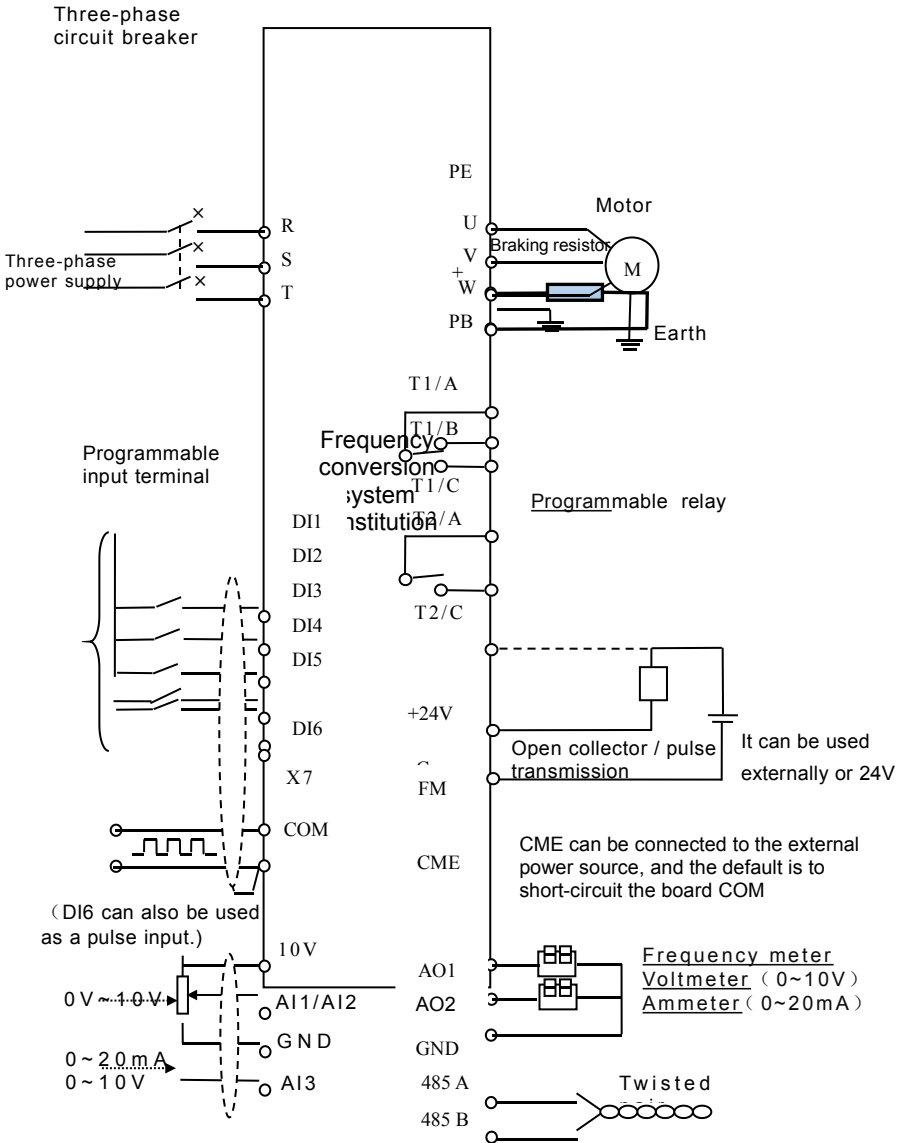 Three-phase
circuit breaker
PE
Motor
R
U
Braking resistor
S
V
M
Three-phase
power supply
+
W
T
PB
Earth
T1/A
T1/B
Programmable
input terminal
Frequency
conversion
system
T1/C
Programmable relay
DI1
T2/A
DI2
DI3
DI4
T2/C
DI5
+24V
DI6
Open collector / pulse
transmission
It can be used
externally or 24V
X7
FM
COM
CME
CME can be connected to the external
power source, and the default is to
short-circuit the board COM
（DI6 can also be used
as a pulse input.)
10V
AO1
Frequency meter
Voltmeter（0~10V）
Ammeter（0~20mA）
0V~10V
AI1/AI2
AO2
GND
GND
0~20mA
0~10V
AI3
485 A
Twisted
485 B